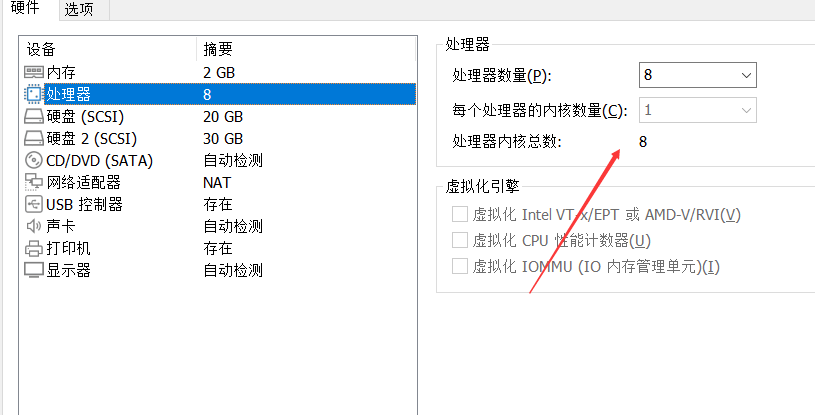 硬件 选项
设备 摘要
内存 2 GB
处理器 8
硬盘 (SCSI) 20 GB
硬盘 2 (SCSI) 30 GB
CD/DVD (SATA) 自动检测
网络适配器 NAT
USB 控制器 存在
声卡 自动检测
打印机 存在
显示器 自动检测
处理器
处理器数量(P): 8
每个处理器的内核数量(C): 1
处理器内核总数: 8
虚拟化引擎
虚拟化 Intel VT-x/EPT 或 AMD-V/RVI(V)
虚拟化 CPU 性能计数器(U)
虚拟化 IOMMU (IO 内存管理单元)(I)